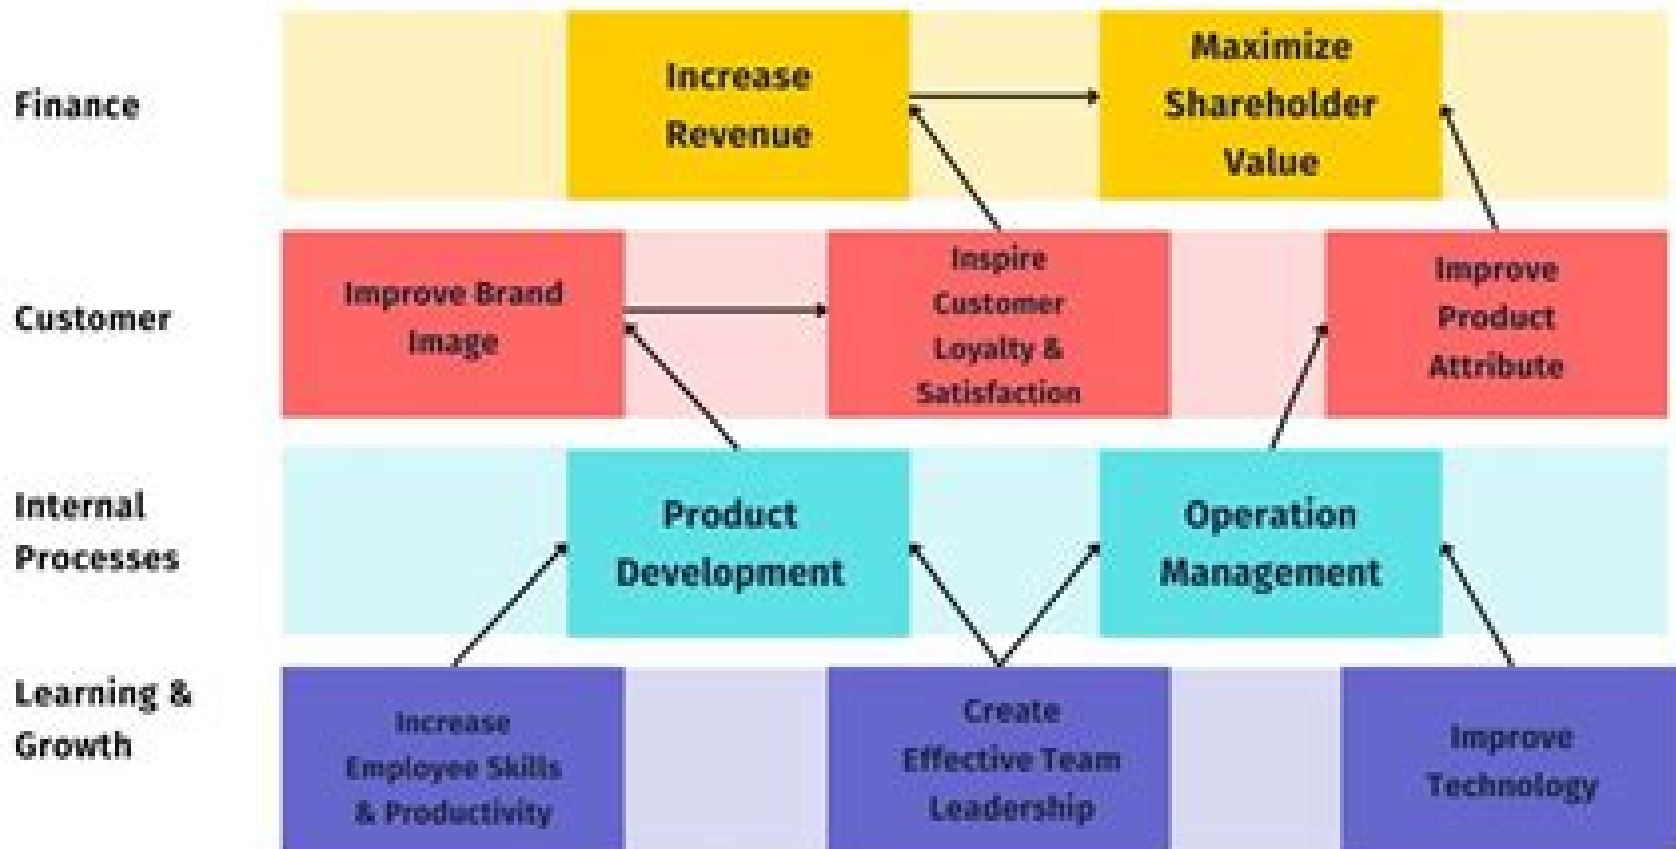 Finance
Increase
Revenue
Maximize
Shareholder
Value
Customer
Improve Brand
Image
Inspire
Customer
Loyalty &
Satisfaction
Improve
Product
Attribute
Internal
Processes
Product
Development
Operation
Management
Learning &
Growth
Increase
Employee Skills
& Productivity
Create
Effective Team
Leadership
Improve
Technology